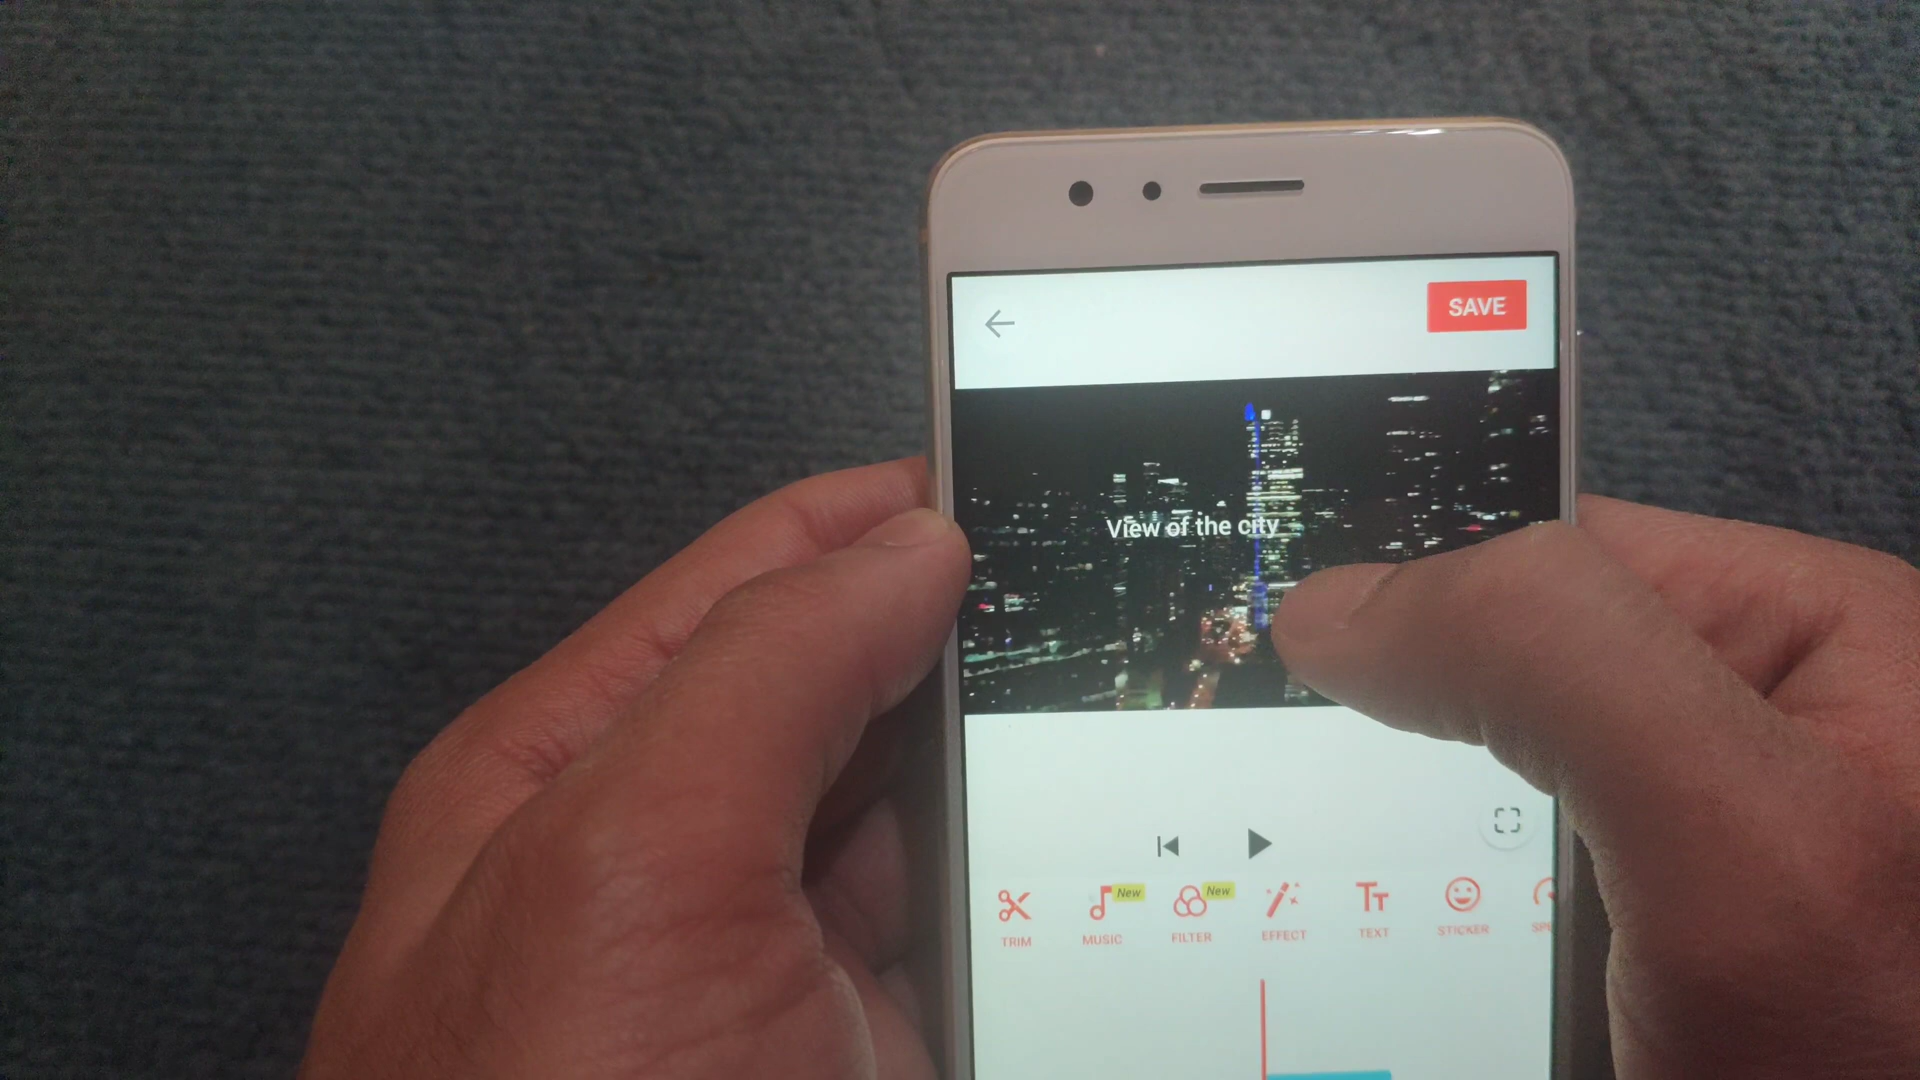 SAVE
View of the city
New
New
TRIM
MUSIC
FILTER
EFFECT
TEXT
STICKER